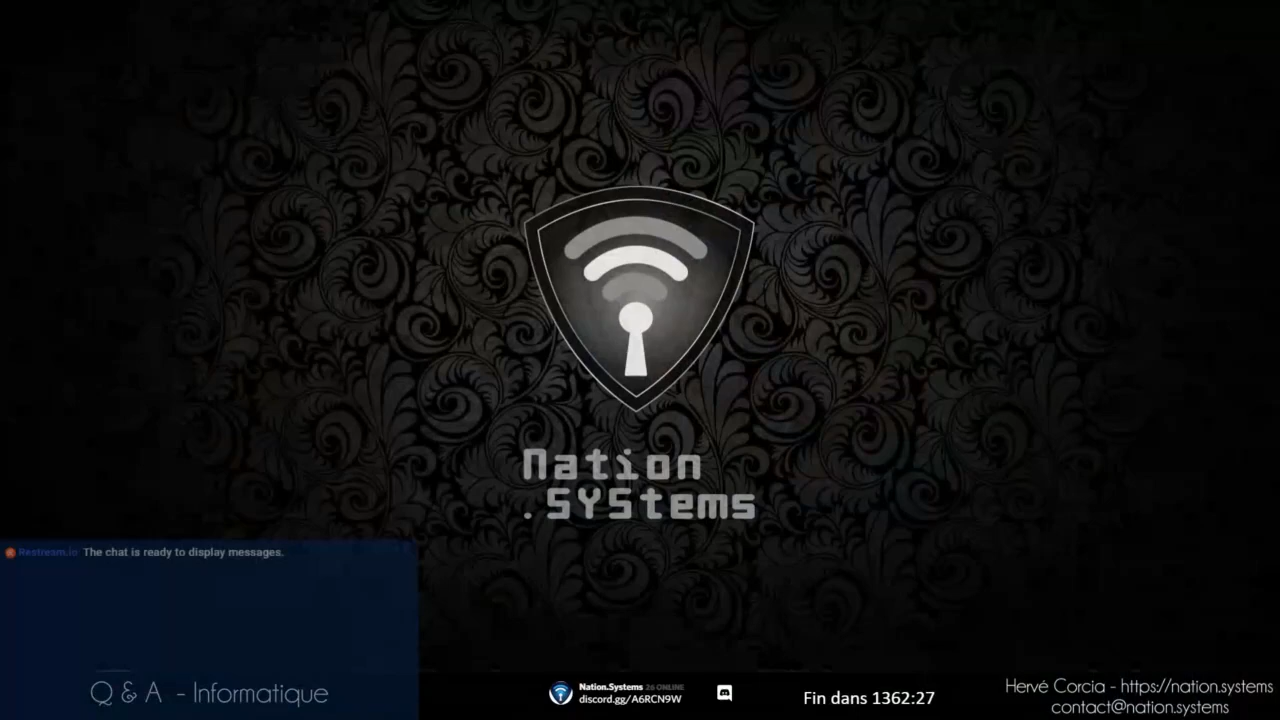 Nation
.SYStems
Restream.io The chat is ready to display messages.
Q & A - Informatique
Nation.Systems 26 ONLINE
discord.gg/A6RCN9W
Fin dans 1362:27
Hervé Corcia - https://nation.systems
contact@nation.systems